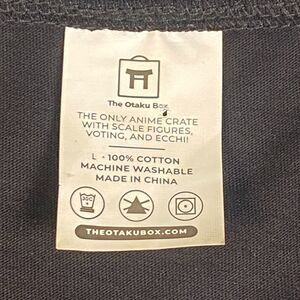 The Otaku Box
THE ONLY ANIME CRATE
WITH SCALE FIGURES,
VOTING, AND ECCHI!
L • 100% COTTON
MACHINE WASHABLE
MADE IN CHINA
30C
THEOTAKUBOX.COM